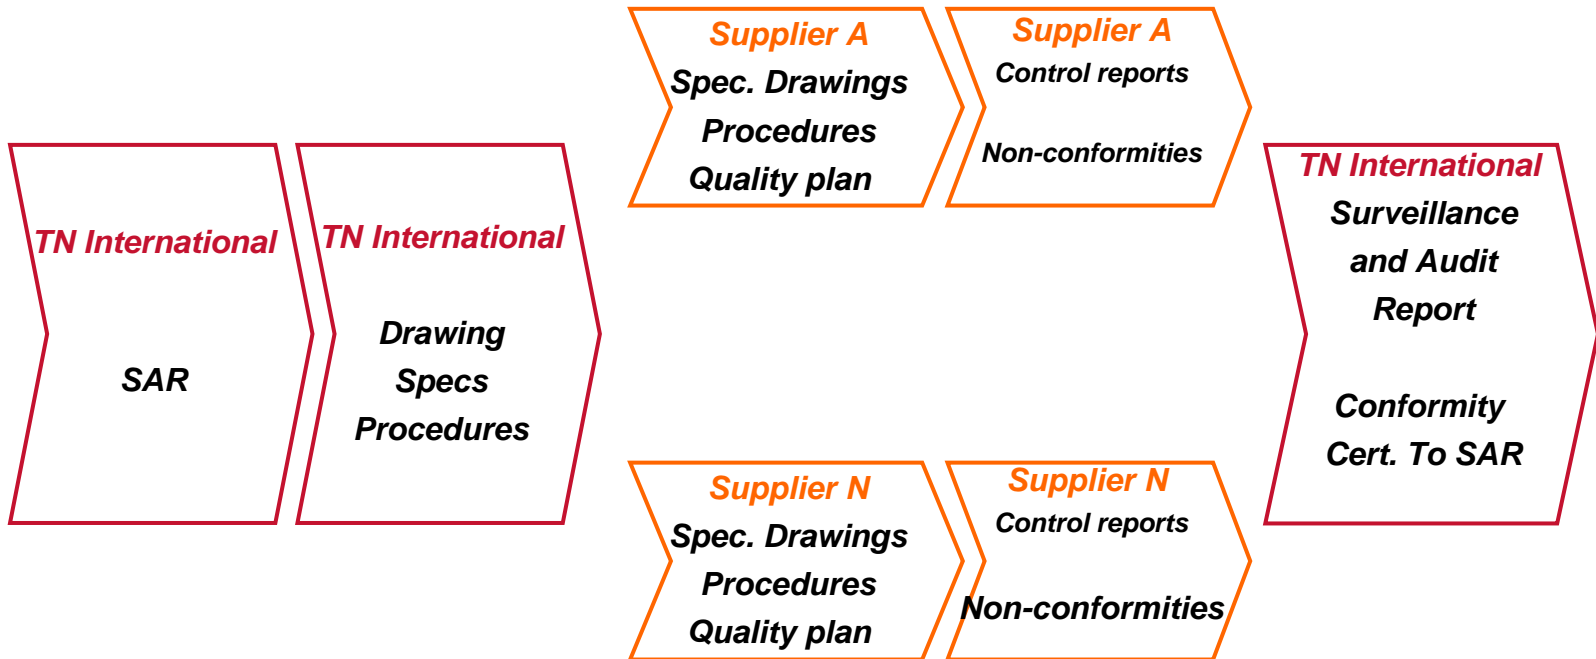 TN International
SAR
TN International
Drawing
Specs
Procedures
Supplier A
Spec. Drawings
Procedures
Quality plan
Supplier A
Control reports
Non-conformities
Supplier N
Spec. Drawings
Procedures
Quality plan
Supplier N
Control reports
Non-conformities
TN International
Surveillance
and Audit
Report
Conformity
Cert. To SAR